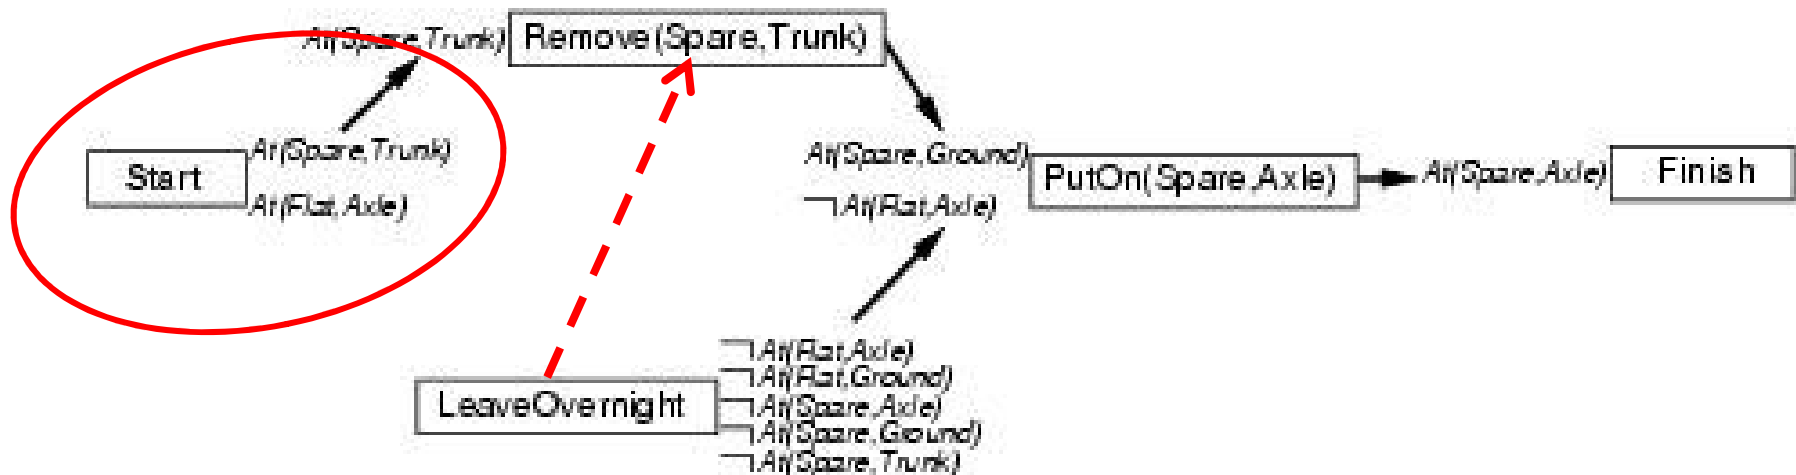 At(Spare,Trunk) Remove(Spare,Trunk)
Start
At(Spare,Trunk)
At(Flat,Axle)
At(Spare,Ground)
¬At(Flat,Axle)
PutOn(Spare,Axle)
At(Spare,Axle) Finish
LeaveOvernight
¬At(Flat,Axle)
¬At(Flat,Ground)
¬At(Spare,Axle)
¬At(Spare,Ground)
¬At(Spare,Trunk)